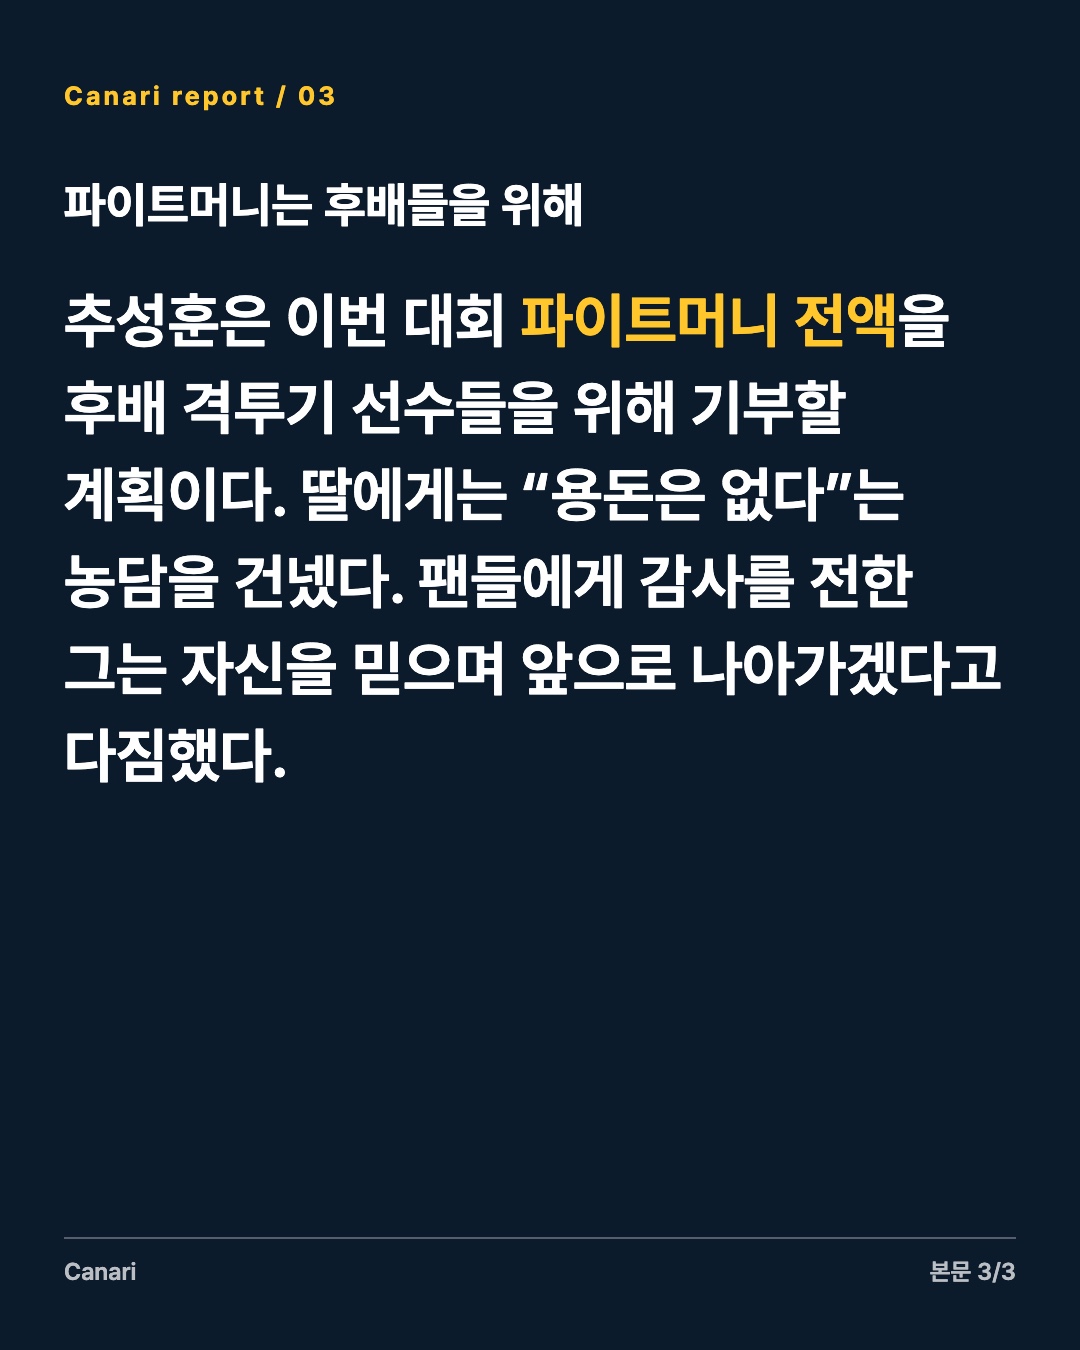 Canari report / 03
파이트머니는 후배들을 위해
추성훈은 이번 대회 파이트머니 전액을
후배 격투기 선수들을 위해 기부할
계획이다. 딸에게는 “용돈은 없다”는
농담을 건넸다. 팬들에게 감사를 전한
그는 자신을 믿으며 앞으로 나아가겠다고
다짐했다.
Canari
본문 3/3